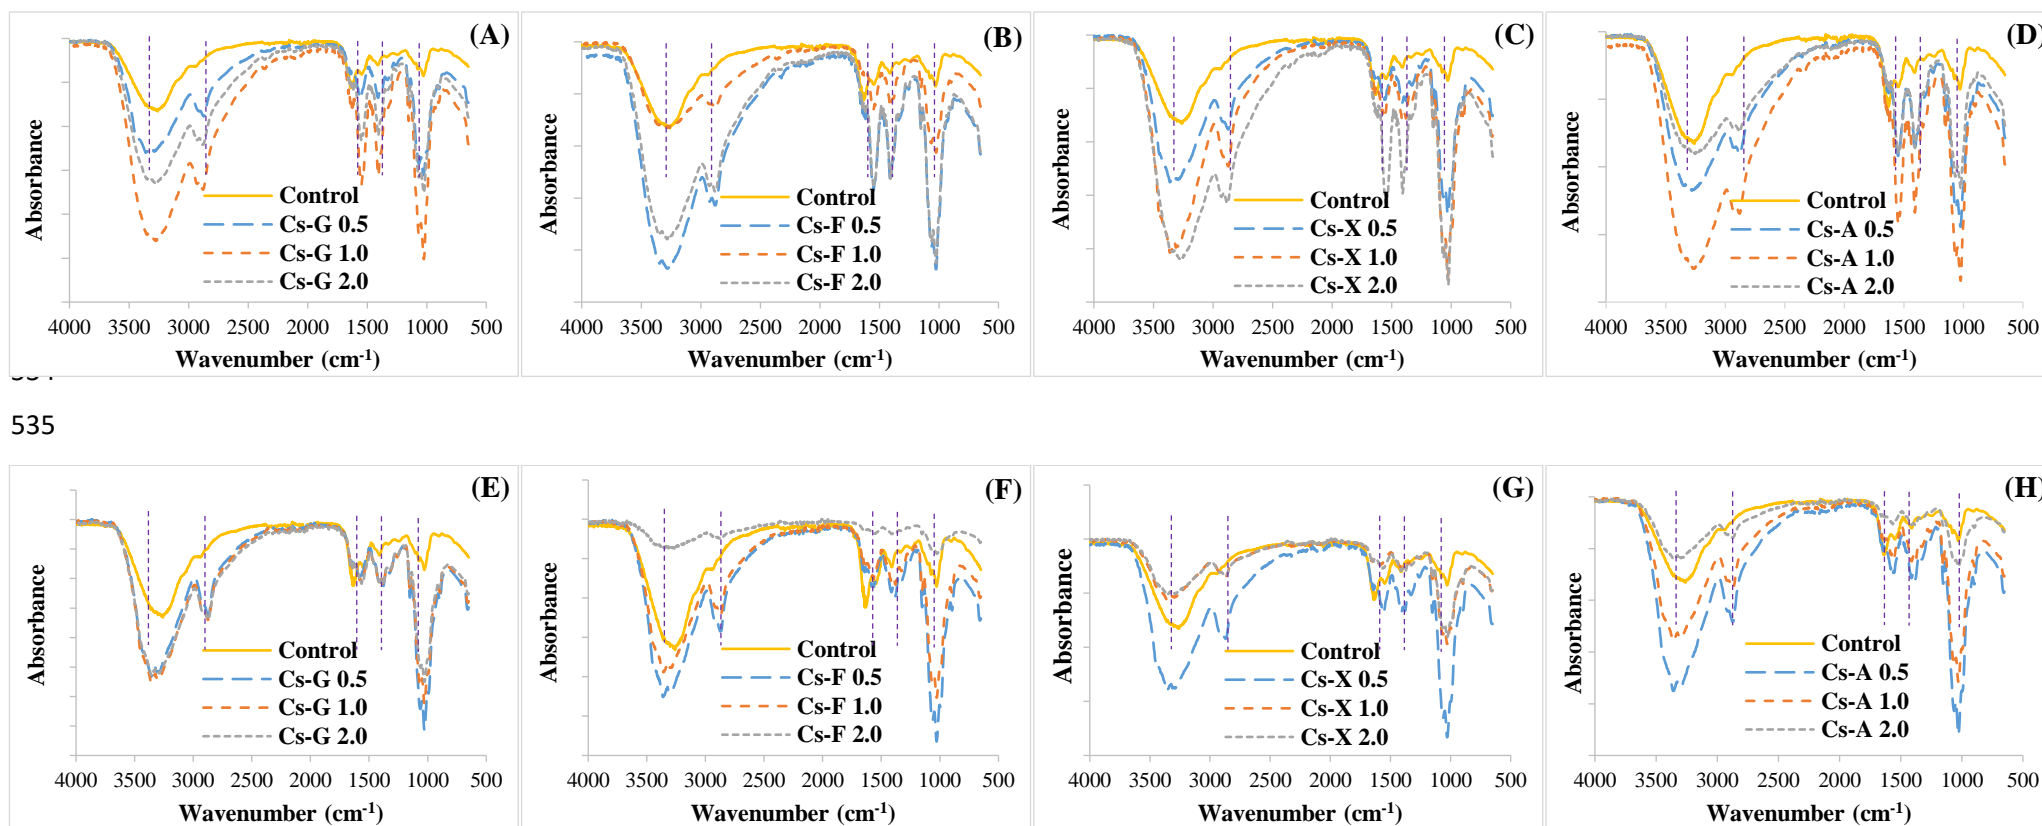 (A)
Absorbance
Control
Cs-G 0.5
Cs-G 1.0
Cs-G 2.0
4000 3500 3000 2500 2000 1500 1000 500
Wavenumber (cm-1)
(B)
Absorbance
Control
Cs-F 0.5
Cs-F 1.0
Cs-F 2.0
4000 3500 3000 2500 2000 1500 1000 500
Wavenumber (cm-1)
(C)
Absorbance
Control
Cs-X 0.5
Cs-X 1.0
Cs-X 2.0
4000 3500 3000 2500 2000 1500 1000 500
Wavenumber (cm-1)
(D)
Absorbance
Control
Cs-A 0.5
Cs-A 1.0
Cs-A 2.0
4000 3500 3000 2500 2000 1500 1000 500
Wavenumber (cm-1)
535
(E)
Absorbance
Control
Cs-G 0.5
Cs-G 1.0
Cs-G 2.0
4000 3500 3000 2500 2000 1500 1000 500
Wavenumber (cm-1)
(F)
Absorbance
Control
Cs-F 0.5
Cs-F 1.0
Cs-F 2.0
4000 3500 3000 2500 2000 1500 1000 500
Wavenumber (cm-1)
(G)
Absorbance
Control
Cs-X 0.5
Cs-X 1.0
Cs-X 2.0
4000 3500 3000 2500 2000 1500 1000 500
Wavenumber (cm-1)
(H)
Absorbance
Control
Cs-A 0.5
Cs-A 1.0
Cs-A 2.0
4000 3500 3000 2500 2000 1500 1000 500
Wavenumber (cm-1)